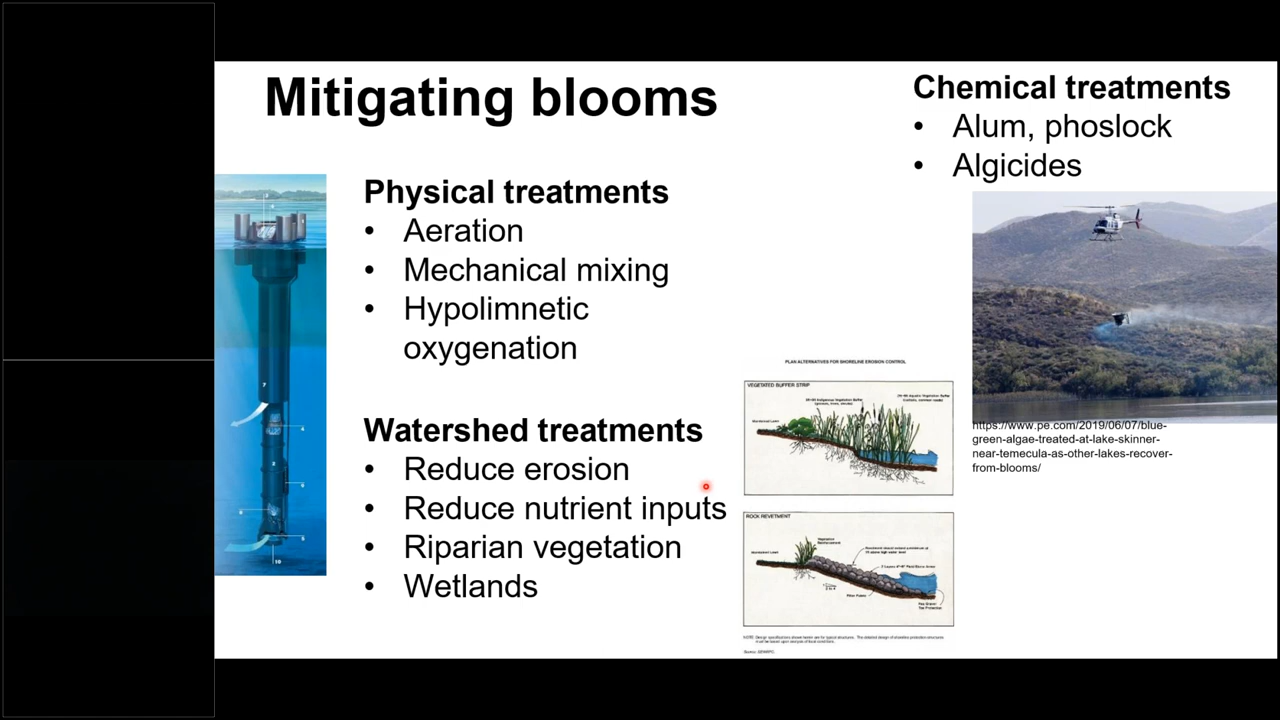 Mitigating blooms
Physical treatments
• Aeration
• Mechanical mixing
• Hypolimnetic
oxygenation
Watershed treatments
• Reduce erosion
• Reduce nutrient inputs
• Riparian vegetation
• Wetlands
Chemical treatments
• Alum, phoslock
• Algicides
https://www.pe.com/2019/06/07/blue-
green-algae-treated-at-lake-skinner-
near-temecula-as-other-lakes-recover-
from-blooms/
PLAN ALTERNATIVES FOR SHORELINE EROSION CONTROL
VEGETATED BUFFER STRIP
ROCK REVETMENT
7
10